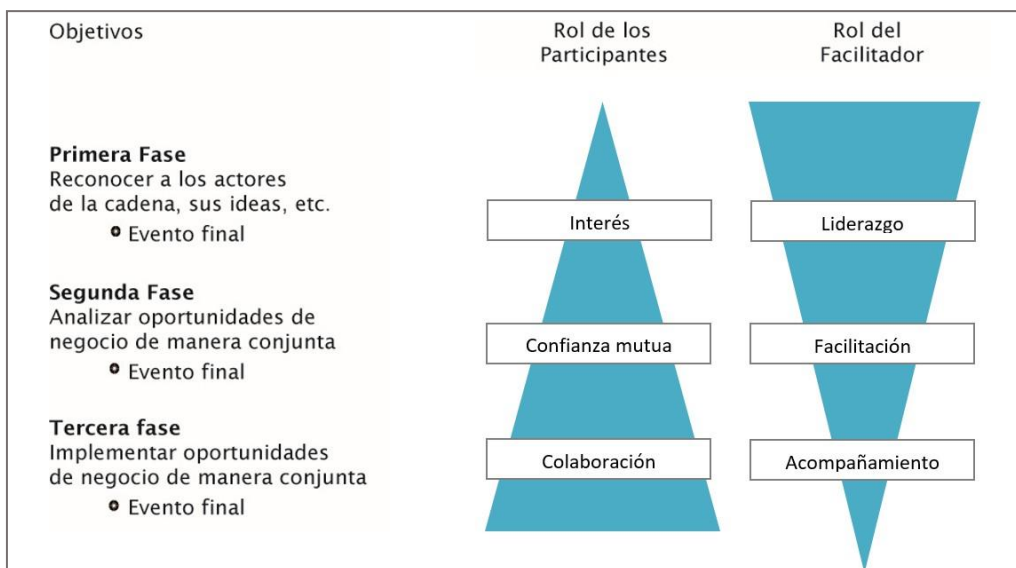 Objetivos
Rol de los
Participantes
Rol del
Facilitador
Primera Fase
Reconocer a los actores
de la cadena, sus ideas, etc.
Evento final
Interés
Liderazgo
Segunda Fase
Analizar oportunidades de
negocio de manera conjunta
Evento final
Confianza mutua
Facilitación
Tercera fase
Implementar oportunidades
de negocio de manera conjunta
Evento final
Colaboración
Acompañamiento